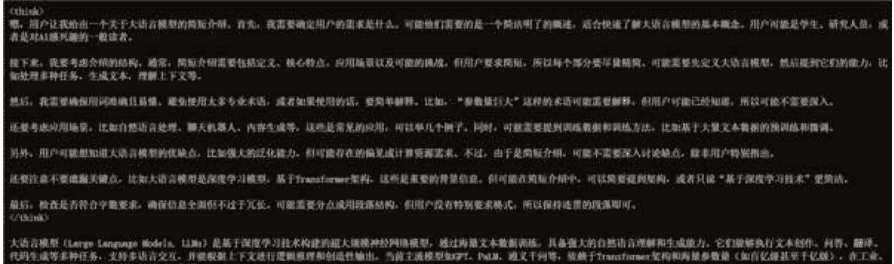 <think>
嗯，用户让我给出一个关于大语言模型的简短介绍。首先，我需要确定用户的需求是什么。可能他们需要的是一个简洁明了的概述，适合快速了解大语言模型的基本概念。用户可能是学生、研究人员，或
者是对AI感兴趣的一般读者。
接下来，我要考虑介绍的结构，通常，简短介绍需要包括定义、核心特点、应用场景以及可能的挑战。但用户要求简短，所以每个部分要尽量精简。可能需要先定义大语言模型，然后提到它们的能力，比
如处理多种任务，生成文本，理解上下文等。
然后，我需要确保用词准确且易懂，避免使用太多专业术语，或者如果使用的话，要简单解释。比如，“参数量巨大”这样的术语可能需要解释，但用户可能已经知道，所以可能不需要深入。
还要考虑应用场景，比如自然语言处理、聊天机器人、内容生成等，这些是常见的应用，可以举几个例子。同时，可能需要提到训练数据和训练方法，比如基于大量文本数据的预训练和微调。
另外，用户可能想知道大语言模型的优缺点，比如强大的泛化能力，但可能存在的偏见或计算资源需求。不过，由于是简短介绍，可能不需要深入讨论缺点，除非用户特别指出。
还要注意不要遗漏关键点，比如大语言模型是深度学习模型，基于Transformer架构，这些是重要的背景信息。但可能在简短介绍中，可以简要提到架构，或者只说“基于深度学习技术”更简洁。
最后，检查是否符合字数要求，确保信息全面但不过于冗长，可能需要分点或用段落结构，但用户没有特别要求格式，所以保持连贯的段落即可。
</think>
大语言模型（Large Language Models, LLMs）是基于深度学习技术构建的超大规模神经网络模型，通过海量文本数据训练，具备强大的自然语言理解和生成能力。它们能够执行文本创作、问答、翻译、
代码生成等多种任务，支持多语言交互，并能根据上下文进行逻辑推理和创造性输出。当前主流模型如GPT、PaLM、通义千问等，依赖于Transformer架构和海量参数量（如百亿级甚至千亿级），在工业、